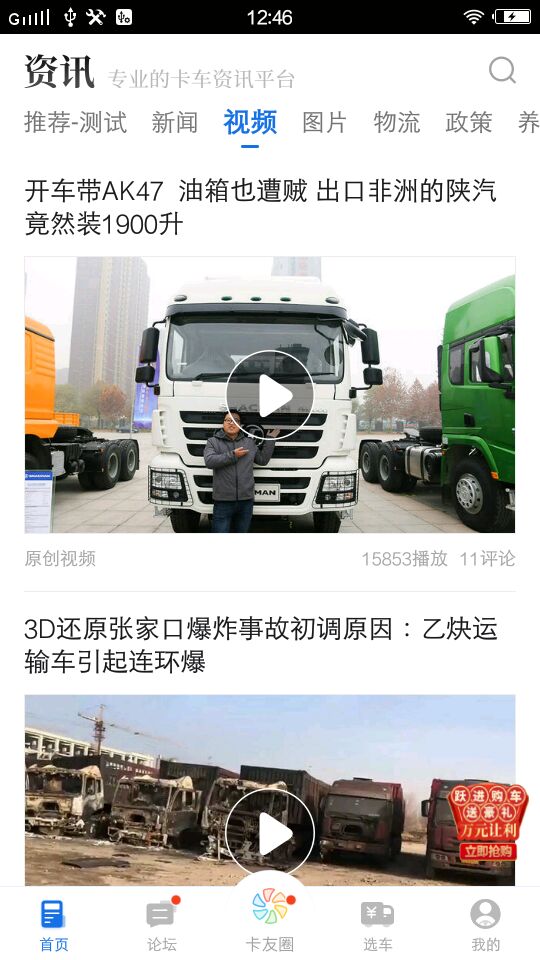 12:46
资讯 专业的卡车资讯平台
推荐-测试 新闻 视频 图片 物流 政策 养
开车带AK47 油箱也遭贼 出口非洲的陕汽
竟然装1900升
原创视频 15853播放 11评论
3D还原张家口爆炸事故初调原因：乙炔运
输车引起连环爆
跃进购车
送豪礼
万元让利
立即抢购
首页 论坛 卡友圈 选车 我的